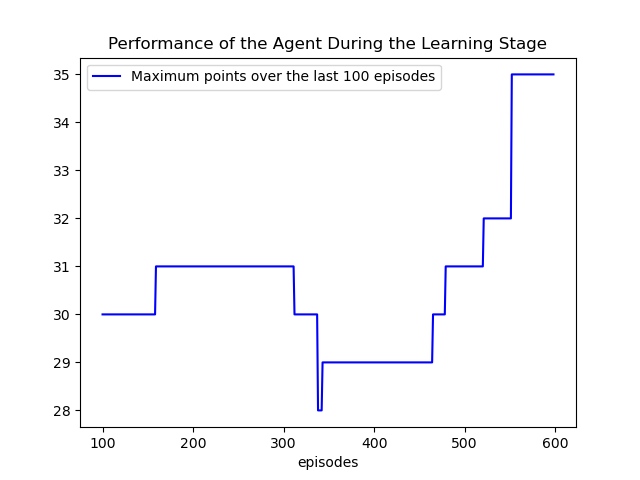 Performance of the Agent During the Learning Stage
Maximum points over the last 100 episodes
35
34
33
32
31
30
29
28
100 200 300 400 500 600
episodes